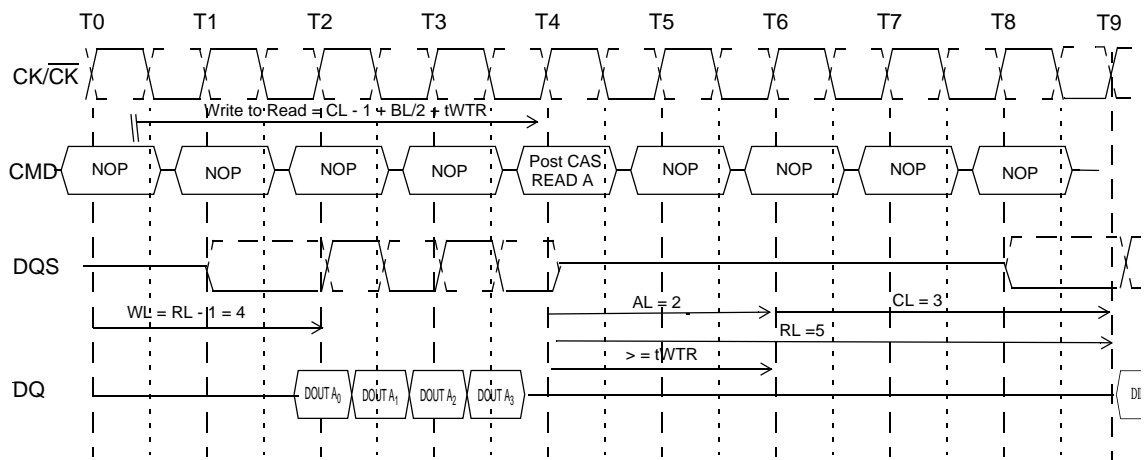 T0 T1 T2 T3 T4 T5 T6 T7 T8 T9
CK/CK
Write to Read = CL - 1 + BL/2 + tWTR
CMD NOP NOP NOP NOP Post CAS READ A NOP NOP NOP NOP
DQS
WL = RL - 1 = 4 AL = 2 CL = 3
RL =5
> = tWTR
DQ DOUT A0 DOUT A1 DOUT A2 DOUT A3